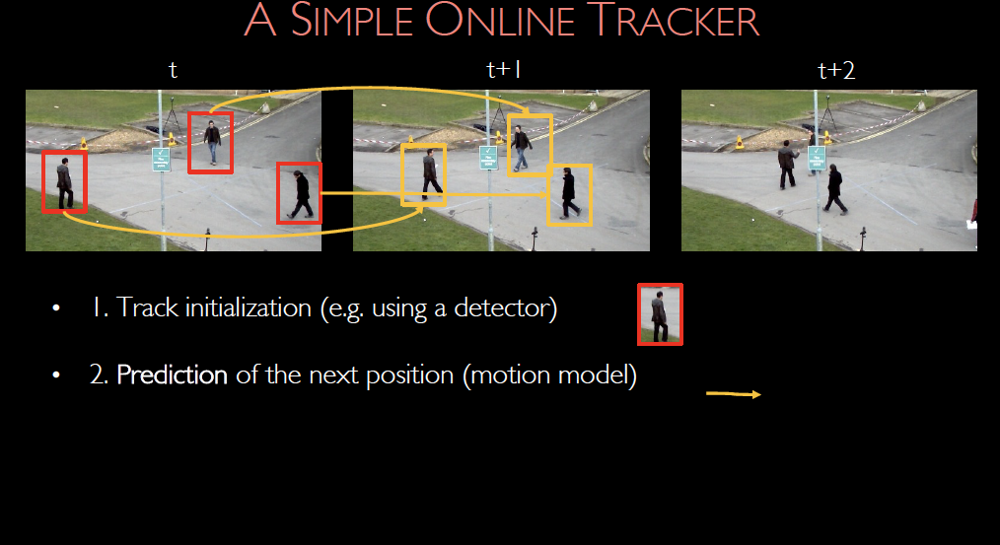 A SIMPLE ONLINE TRACKER
t
t+1
t+2
• 1. Track initialization (e.g. using a detector)
• 2. Prediction of the next position (motion model)